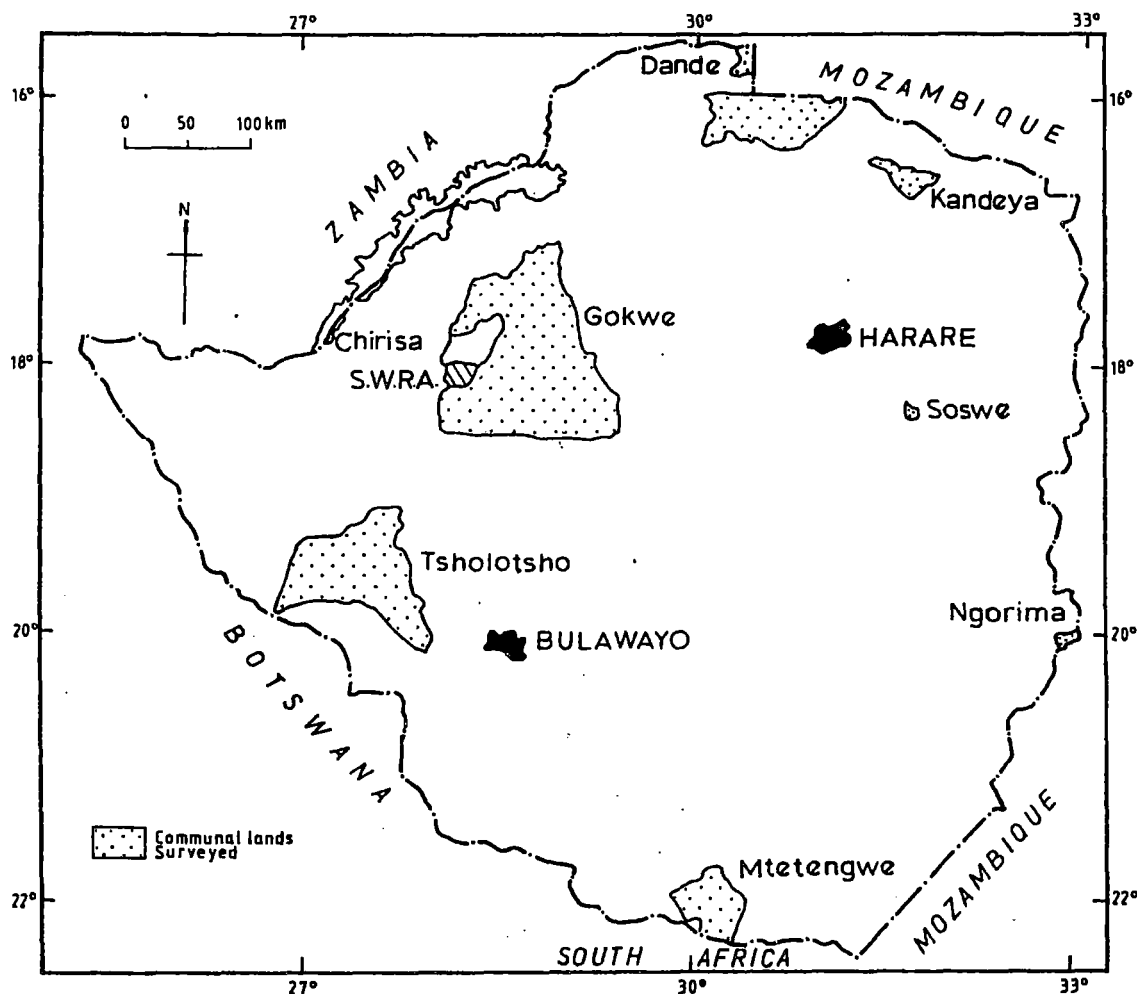 27°
30°
33°
Dande
MOZAMBIQUE
16°
16°
0 50 100 km
ZAMBIA
Kandeya
N
Gokwe
Chirisa
HARARE
18°
18°
S.W.R.A.
Soswe
Tsholotsho
Ngorima
20°
20°
BULAWAYO
BOTSWANA
Communal lands
Surveyed
Mtetengwe
MOZAMBIQUE
22°
22°
SOUTH AFRICA
27°
30°
33°